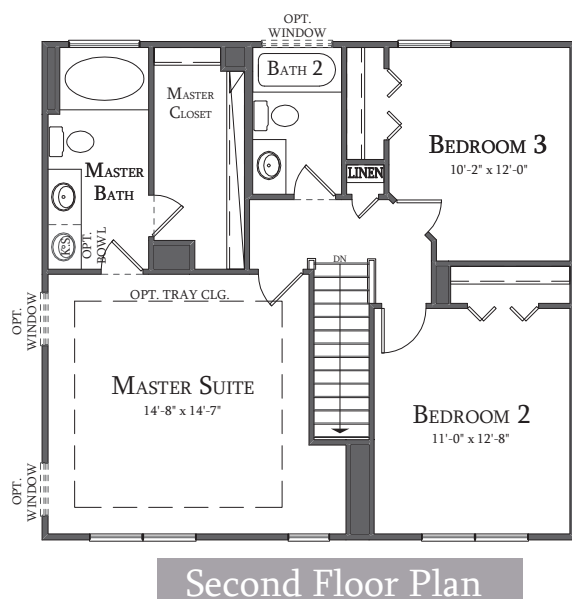 OPT.
WINDOW
BATH 2
MASTER
CLOSET
BEDROOM 3
10'-2" x 12'-0"
LINEN
MASTER
BATH
OPT.
BOWL
K.S.
DN
OPT. TRAY CLG.
OPT.
WINDOW
MASTER SUITE
14'-8" x 14'-7"
BEDROOM 2
11'-0" x 12'-8"
OPT.
WINDOW
Second Floor Plan